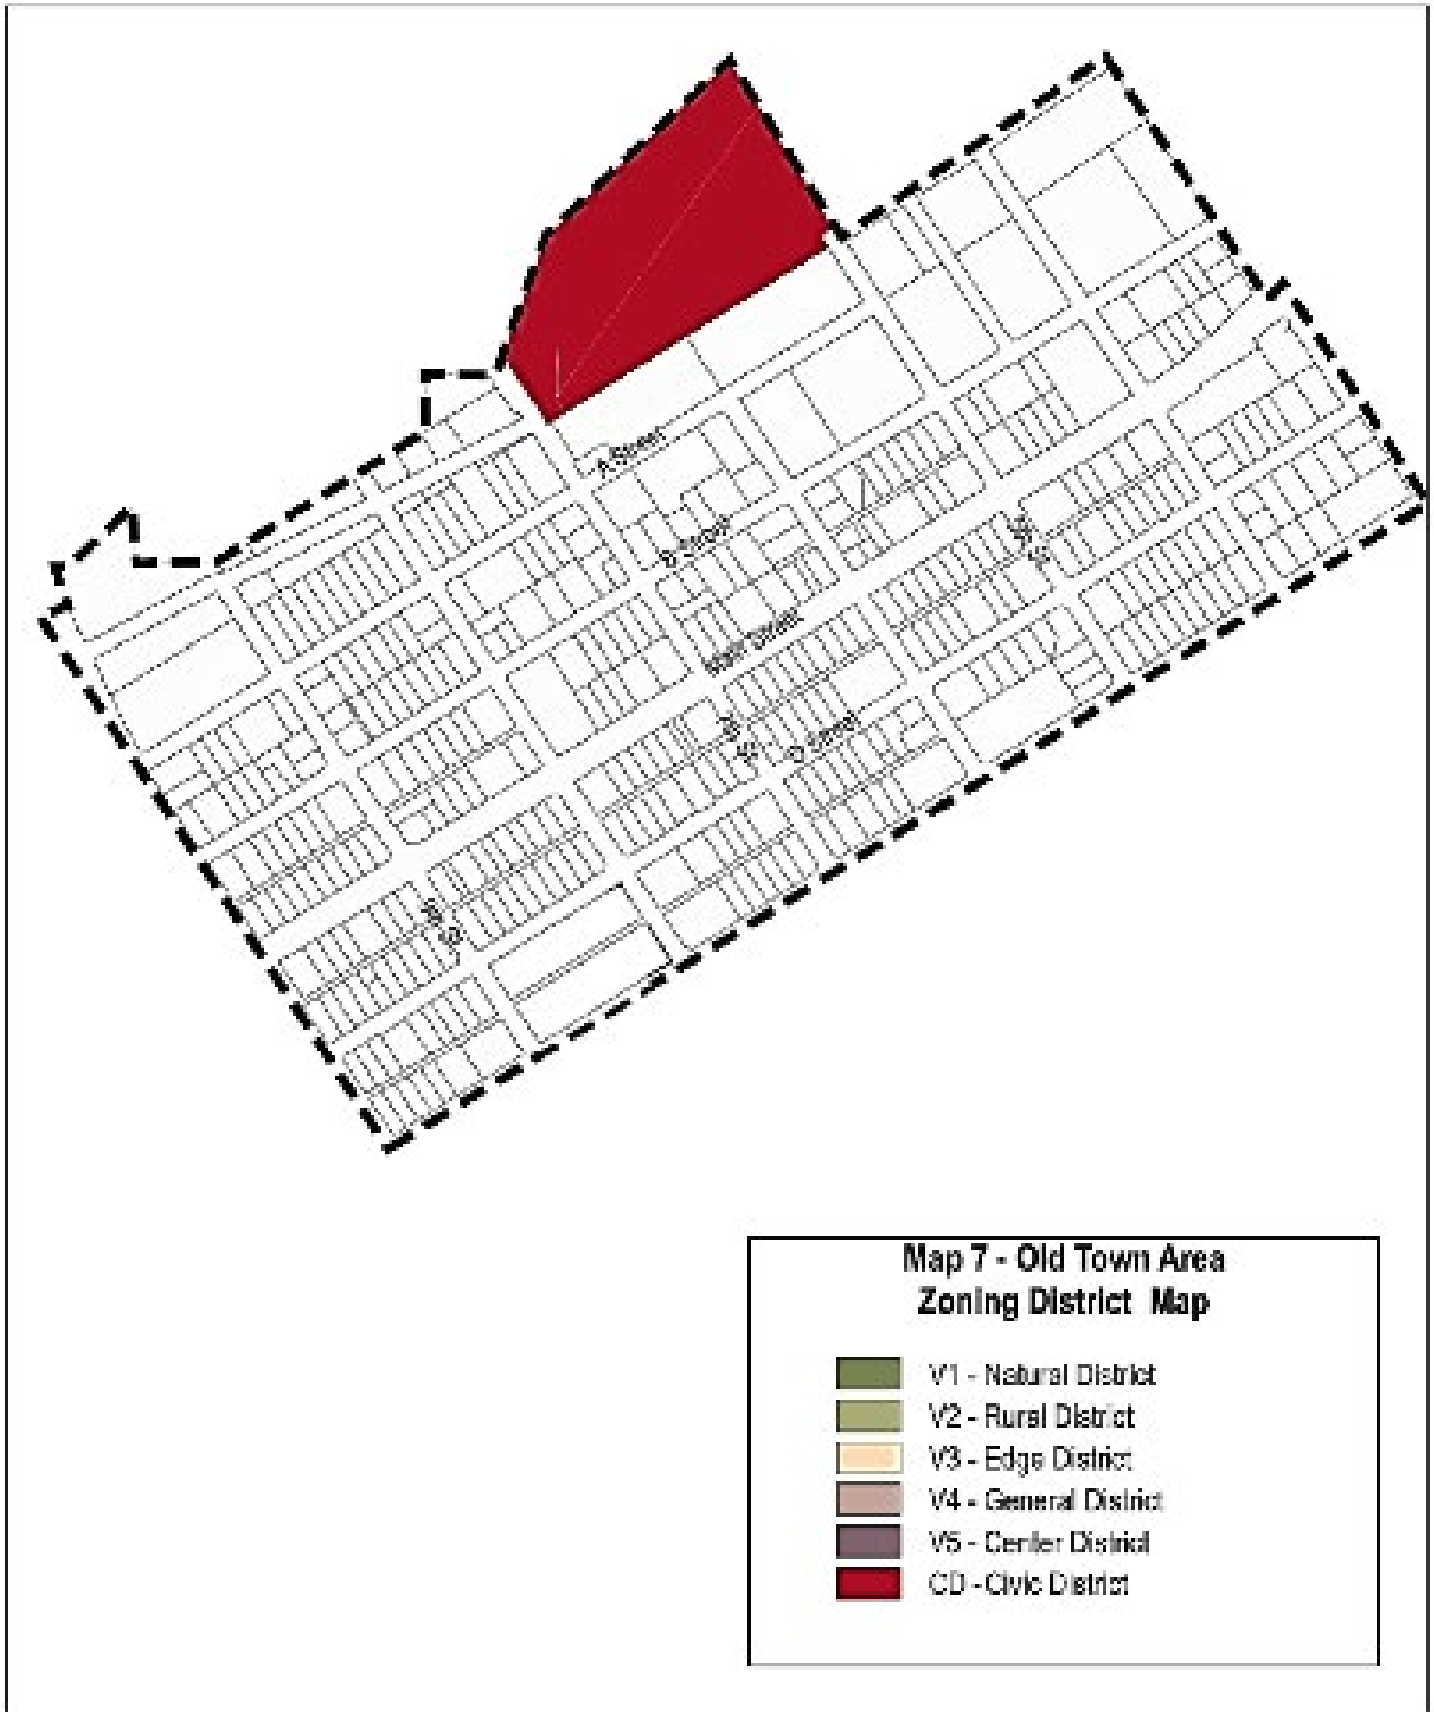 A Street
B Street
Main Street
D Street
Map 7 - Old Town Area
Zoning District Map
V1 - Natural District
V2 - Rural District
V3 - Edge District
V4 - General District
V5 - Center District
CD - Civic District